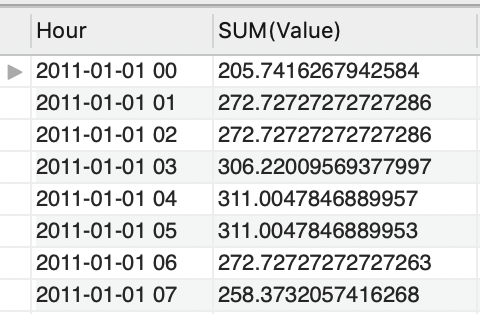 Hour SUM(Value)
2011-01-01 00 205.7416267942584
2011-01-01 01 272.72727272727286
2011-01-01 02 272.72727272727286
2011-01-01 03 306.22009569377997
2011-01-01 04 311.0047846889957
2011-01-01 05 311.0047846889953
2011-01-01 06 272.72727272727263
2011-01-01 07 258.3732057416268